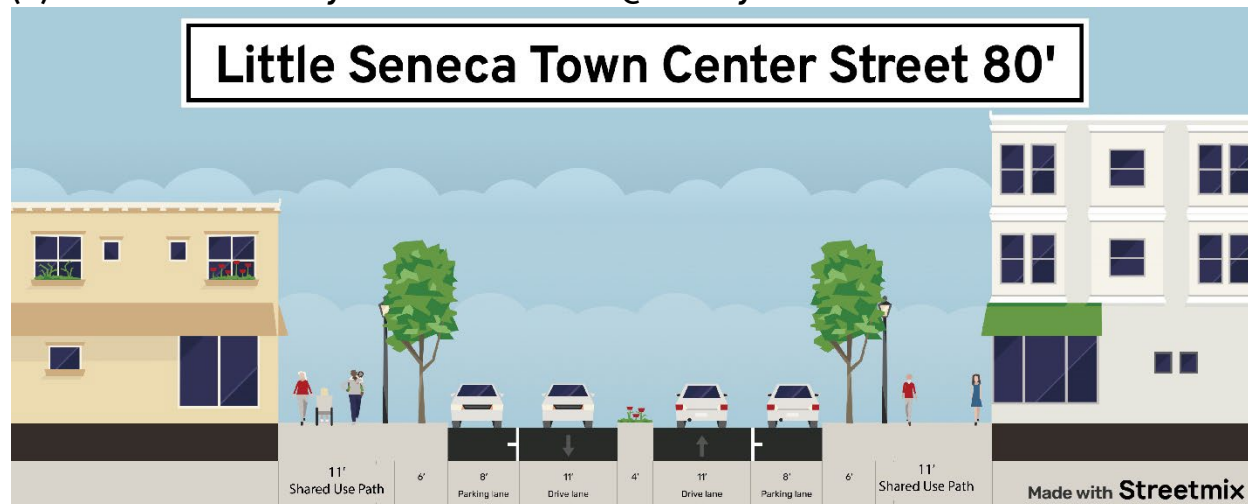 Little Seneca Town Center Street 80'
11'
Shared Use Path
6'
8'
Parking lane
11'
Drive lane
4'
11'
Drive lane
8'
Parking lane
6'
11'
Shared Use Path
Made with Streetmix